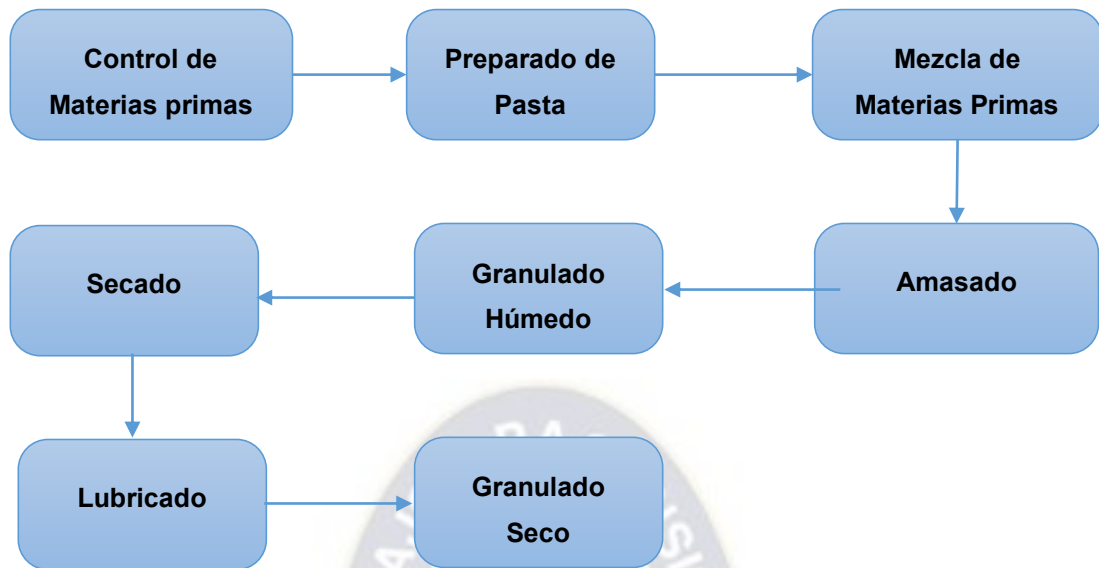 Control de
Materias primas
Preparado de
Pasta
Mezcla de
Materias Primas
Amasado
Granulado
Húmedo
Secado
Lubricado
Granulado
Seco